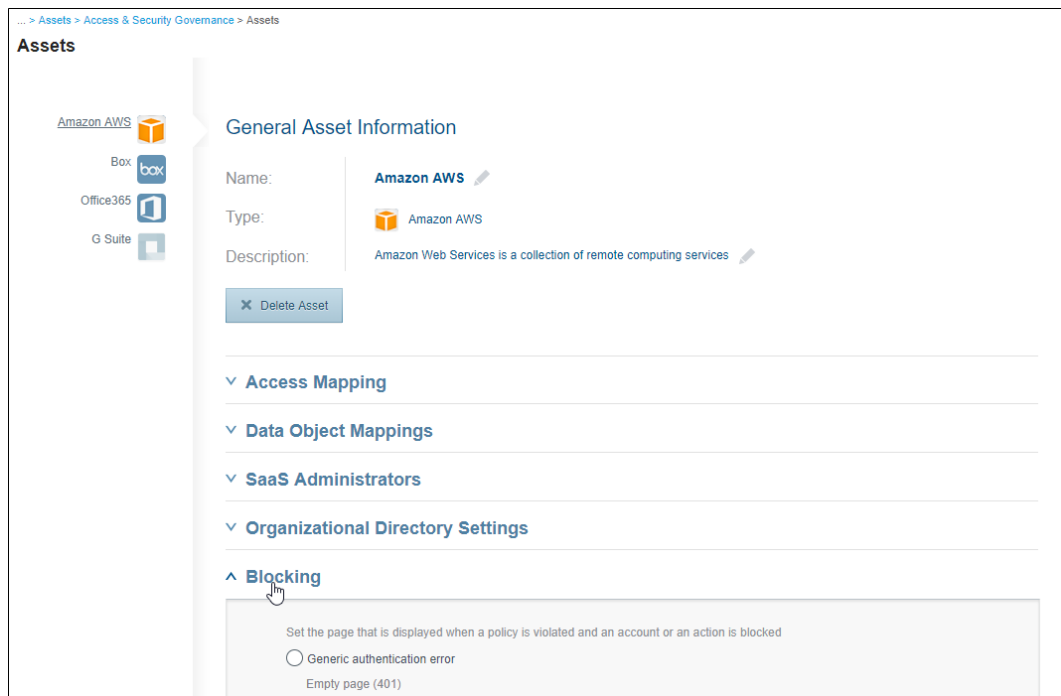 ... > Assets > Access & Security Governance > Assets
Assets
Amazon AWS
Box
box
Office365
G Suite
General Asset Information
Name: Amazon AWS
Type: Amazon AWS
Description: Amazon Web Services is a collection of remote computing services
Delete Asset
Access Mapping
Data Object Mappings
SaaS Administrators
Organizational Directory Settings
Blocking
Set the page that is displayed when a policy is violated and an account or an action is blocked
Generic authentication error
Empty page (401)